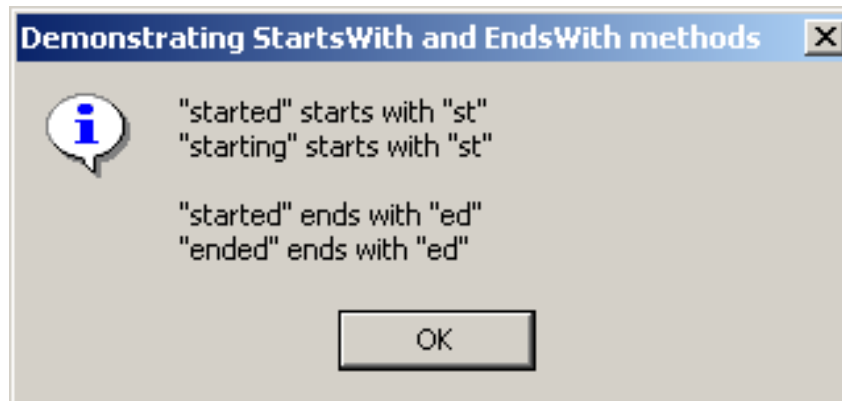 Demonstrating StartsWith and EndsWith methods
"started" starts with "st"
"starting" starts with "st"
"started" ends with "ed"
"ended" ends with "ed"
OK